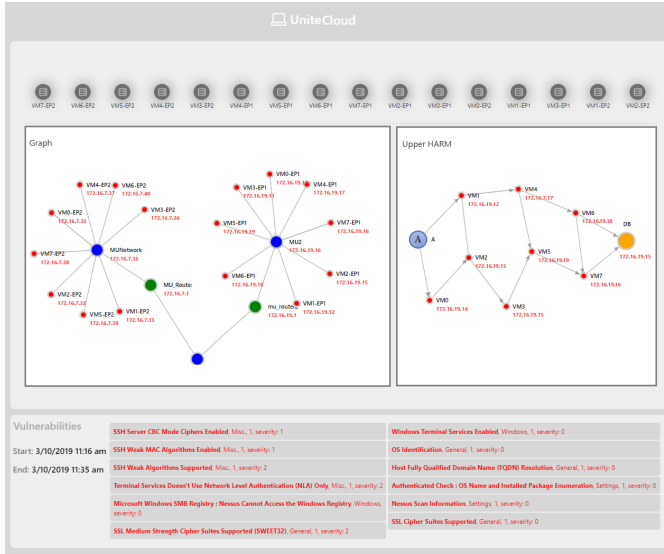 UniteCloud
VM7-EP2 VM6-EP2 VM5-EP2 VM4-EP2 VM3-EP2 VM4-EP1 VM5-EP1 VM6-EP1 VM7-EP1 VM2-EP1 VM0-EP1 VM0-EP2 VM1-EP1 VM3-EP1 VM1-EP2 VM2-EP2
Graph
VM4-EP2
VM6-EP2
172.16.7.40
VM0-EP2
172.16.7.35
VM3-EP2
172.16.7.36
MUNetwork
172.16.7.35
VM7-EP2
172.16.7.38
VM2-EP2
172.16.7.32
VM5-EP2
172.16.7.39
VM1-EP2
172.16.7.33
MU_Router
172.16.7.1
VM0-EP1
VM3-EP1
172.16.19.11
VM4-EP1
172.16.19.17
VM5-EP1
172.16.19.19
VM7-EP1
172.16.19.16
MU2
172.16.19.16
VM6-EP1
172.16.19.18
VM2-EP1
172.16.19.15
mu_router
172.16.19.1
VM1-EP1
172.16.19.12
Upper HARM
VM1
172.16.19.12
VM4
172.16.7.17
VM6
172.16.19.18
DB
172.16.19.15
A A
VM2
172.16.19.15
VM5
172.16.19.19
VM7
172.16.19.16
VM0
172.16.19.14
VM3
172.16.19.15
Vulnerabilities
Start: 3/10/2019 11:16 am
End: 3/10/2019 11:35 am
SSH Server CBC Mode Ciphers Enabled, Misc., 1, severity: 1
SSH Weak MAC Algorithms Enabled, Misc., 1, severity: 1
SSH Weak Algorithms Supported, Misc., 1, severity: 2
Terminal Services Doesn't Use Network Level Authentication (NLA) Only, Misc., 1, severity: 2
Microsoft Windows SMB Registry : Nessus Cannot Access the Windows Registry, Windows,
severity: 0
SSL Medium Strength Cipher Suites Supported (SWEET32), General, 1, severity: 2
Windows Terminal Services Enabled, Windows, 1, severity: 0
OS Identification, General, 1, severity: 0
Host Fully Qualified Domain Name (FQDN) Resolution, General, 1, severity: 0
Authenticated Check : OS Name and Installed Package Enumeration, Settings, 1, severity: 0
Nessus Scan Information, Settings, 1, severity: 0
SSL Cipher Suites Supported, General, 1, severity: 0